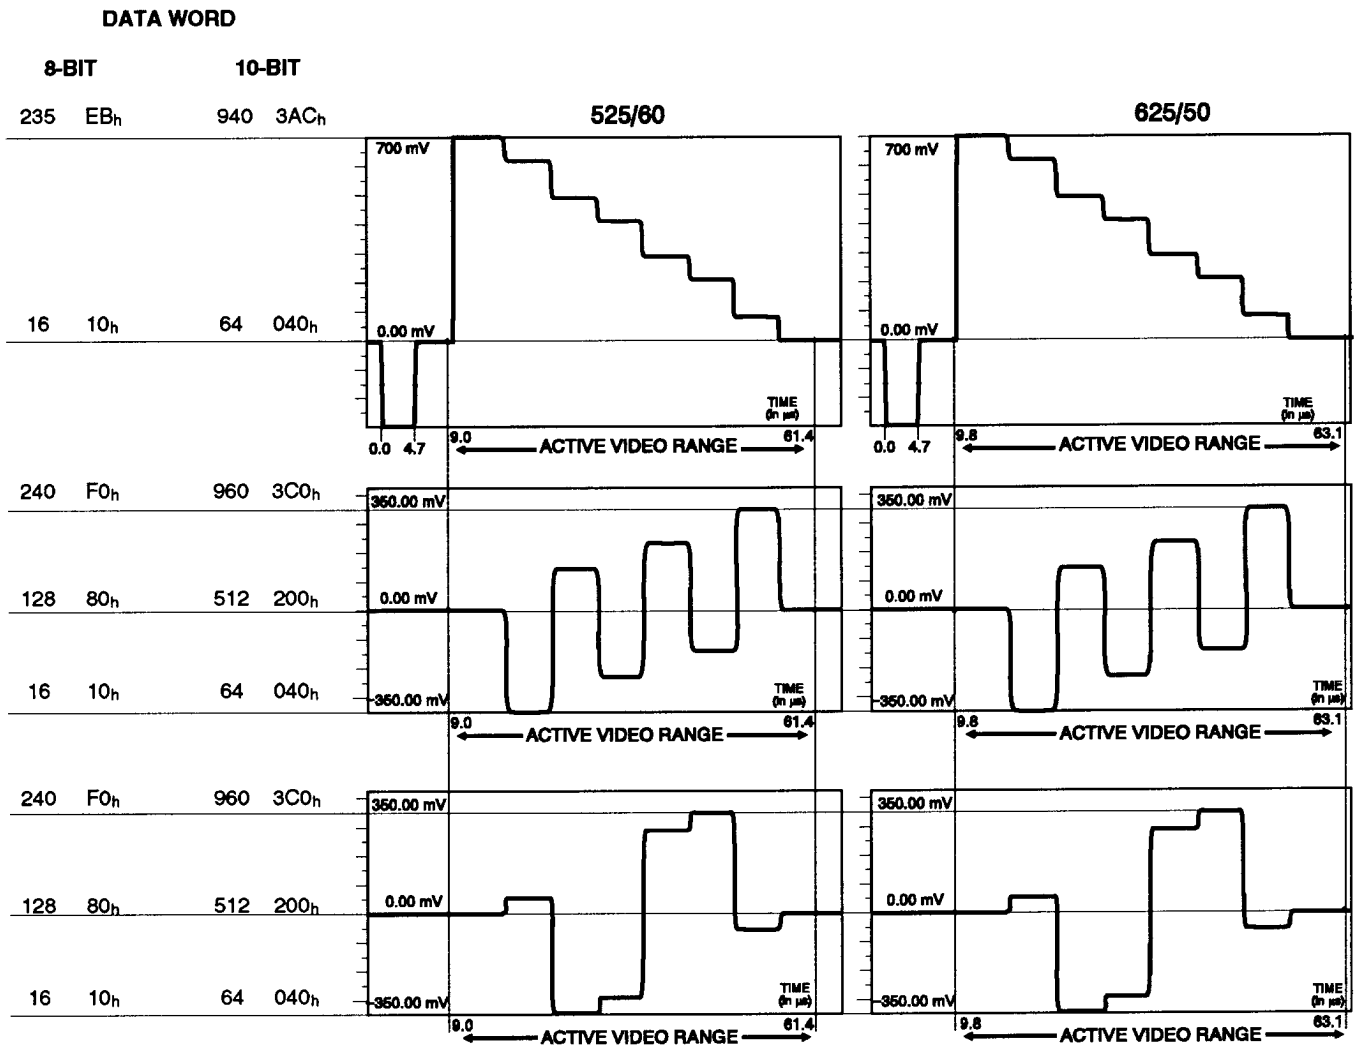 DATA WORD
8-BIT 10-BIT
235 EBh 940 3ACh 525/60 625/50
700 mV 700 mV
16 10h 64 040h 0.00 mV 0.00 mV
TIME TIME
(in µs) (in µs)
0.0 4.7 9.0 ACTIVE VIDEO RANGE 61.4 0.0 4.7 9.8 ACTIVE VIDEO RANGE 63.1
240 F0h 960 3C0h 350.00 mV 350.00 mV
128 80h 512 200h 0.00 mV 0.00 mV
16 10h 64 040h -350.00 mV TIME -350.00 mV TIME
(in µs) (in µs)
9.0 ACTIVE VIDEO RANGE 61.4 9.8 ACTIVE VIDEO RANGE 63.1
240 F0h 960 3C0h 350.00 mV 350.00 mV
128 80h 512 200h 0.00 mV 0.00 mV
16 10h 64 040h -350.00 mV TIME -350.00 mV TIME
(in µs) (in µs)
9.0 ACTIVE VIDEO RANGE 61.4 9.8 ACTIVE VIDEO RANGE 63.1